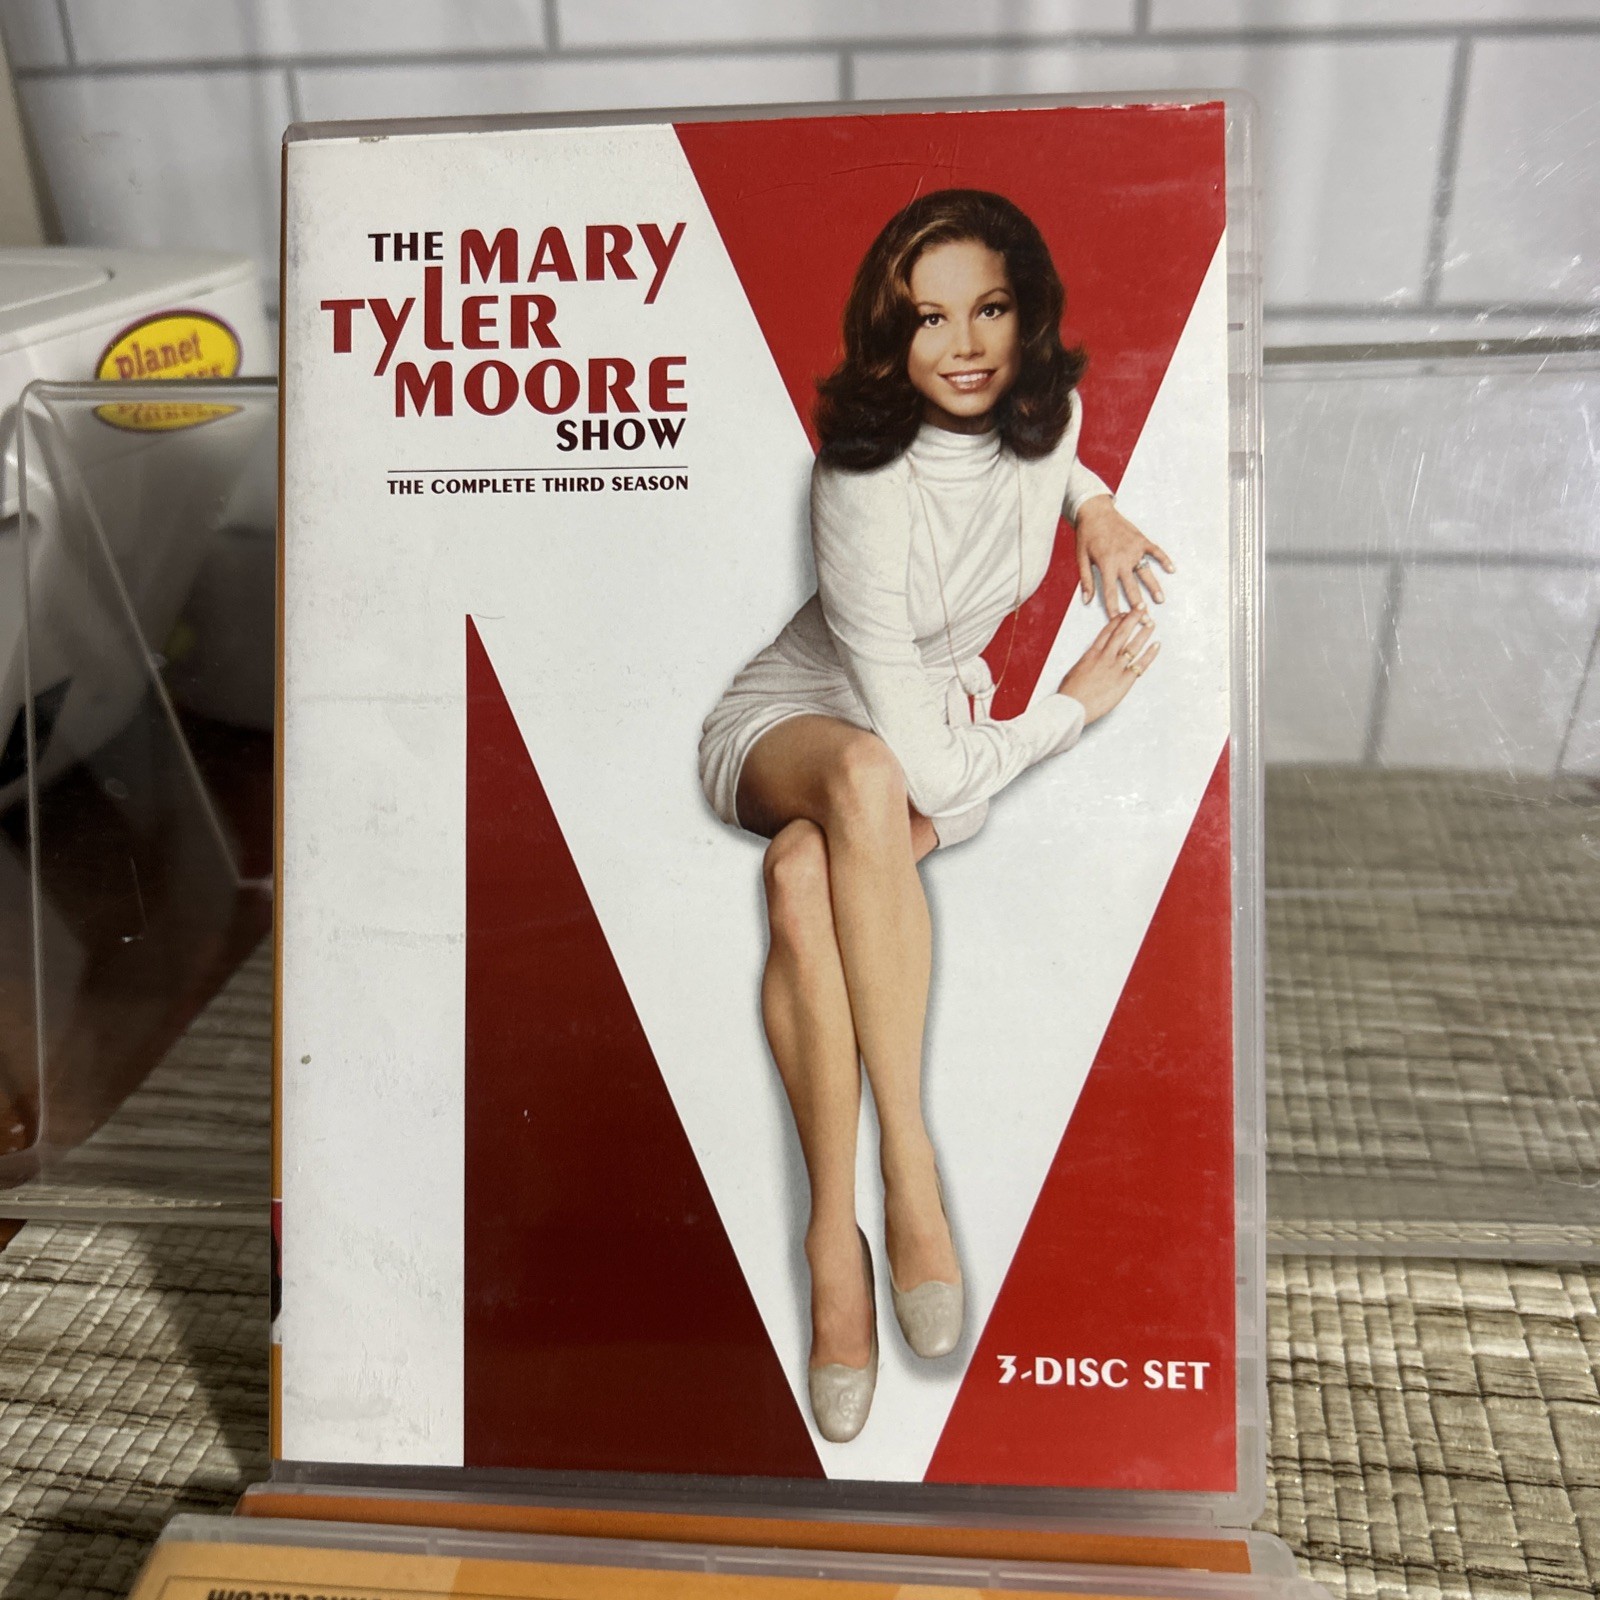 THE MARY
TYLER
MOORE
SHOW
THE COMPLETE THIRD SEASON
3-DISC SET
planet